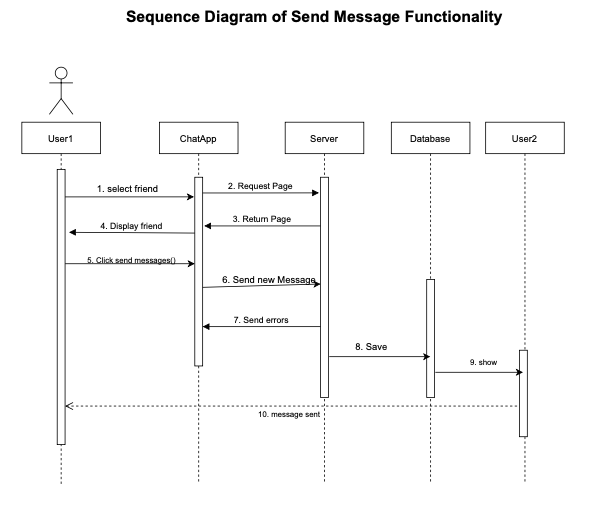 Sequence Diagram of Send Message Functionality
User1
ChatApp
Server
Database
User2
1. select friend
2. Request Page
3. Return Page
4. Display friend
5. Click send messages()
6. Send new Message
7. Send errors
8. Save
9. show
10. message sent